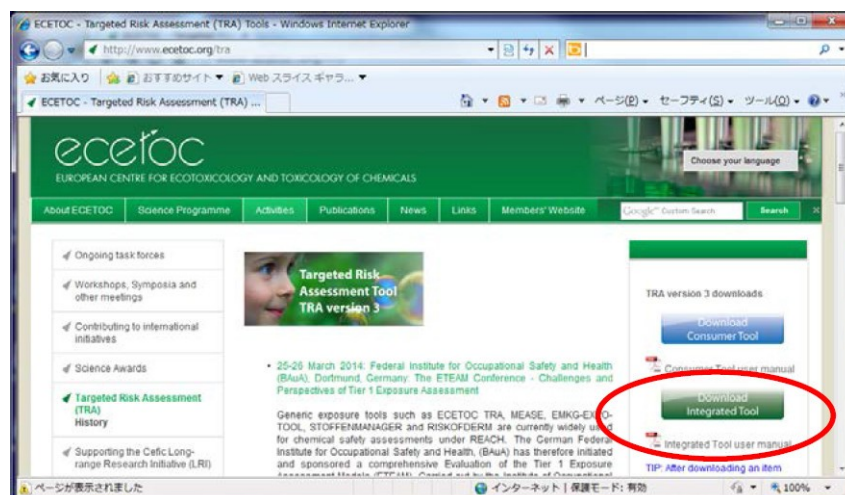 ECETOC - Targeted Risk Assessment (TRA) Tools - Windows Internet Explorer
http://www.ecetoc.org/tra
お気に入り おすすめサイト ▼ Web スライス ギャラ... ▼
ECETOC - Targeted Risk Assessment (TRA) ...
ページ(P) ▼ セーフティ(S) ▼ ツール(O) ▼
ecetoc
EUROPEAN CENTRE FOR ECOTOXICOLOGY AND TOXICOLOGY OF CHEMICALS
Choose your language
About ECETOC Science Programme Activities Publications News Links Members' Website Google™ Custom Search Search ×
Ongoing task forces
Workshops, Symposia and
other meetings
Contributing to international
initiatives
Science Awards
Targeted Risk Assessment
(TRA)
History
Supporting the Cefic Long-
range Research Initiative (LRI)
Targeted Risk
Assessment Tool
TRA version 3
• 25-26 March 2014: Federal Institute for Occupational Safety and Health
(BAuA), Dortmund, Germany: The ETEAM Conference - Challenges and
Perspectives of Tier 1 Exposure Assessment
Generic exposure tools such as ECETOC TRA, MEASE, EMKG-EXPO-
TOOL, STOFFENMANAGER and RISKOFDERM are currently widely used
for chemical safety assessments under REACH. The German Federal
Institute for Occupational Safety and Health, (BAuA) has therefore initiated
and sponsored a comprehensive Evaluation of the Tier 1 Exposure
Assessment Models (ETEAM). Carried out by the Institute of Occupational
TRA version 3 downloads
Download
Consumer Tool
Consumer Tool user manual
Download
Integrated Tool
Integrated Tool user manual
TIP: After downloading an item
ページが表示されました インターネット | 保護モード: 有効 100% ▼